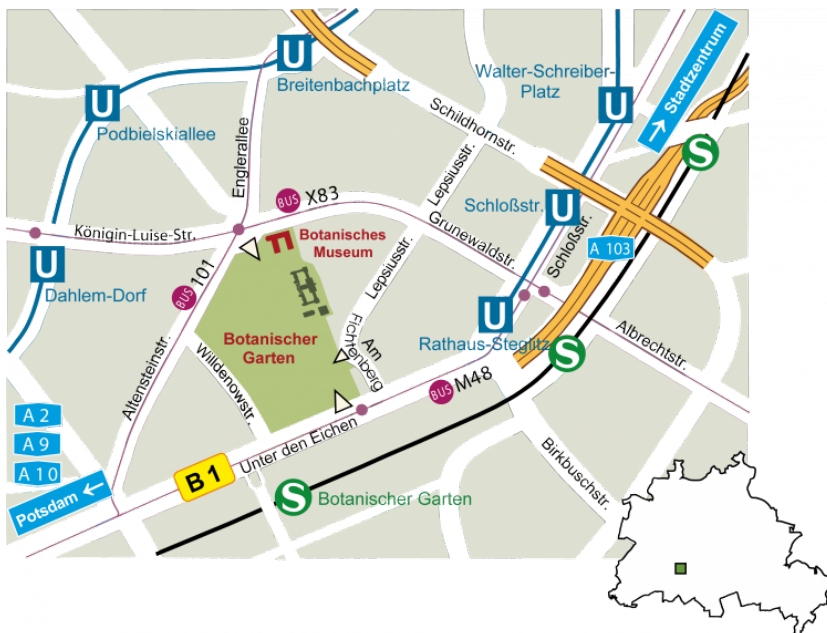 U
Breitenbachplatz
U
Podbielskiallee
Walter-Schreiber-
Platz
U
Stadtzentrum
→
S
Schildhornstr.
Englerallee
Lepsiusstr.
BUS X83
Königin-Luise-Str.
Schloßstr.
U
Grunewaldstr.
Schloßstr.
A 103
Botanisches
Museum
U
Dahlem-Dorf
BUS 101
Lepsiusstr.
U
Rathaus-Steglitz
S
Albrechtstr.
Botanischer
Garten
Am
Fichtenberg
Altensteinstr.
Willdenowstr.
BUS M48
A 2
A 9
A 10
Unter den Eichen
B 1
Birkbuschstr.
Potsdam ←
S
Botanischer Garten